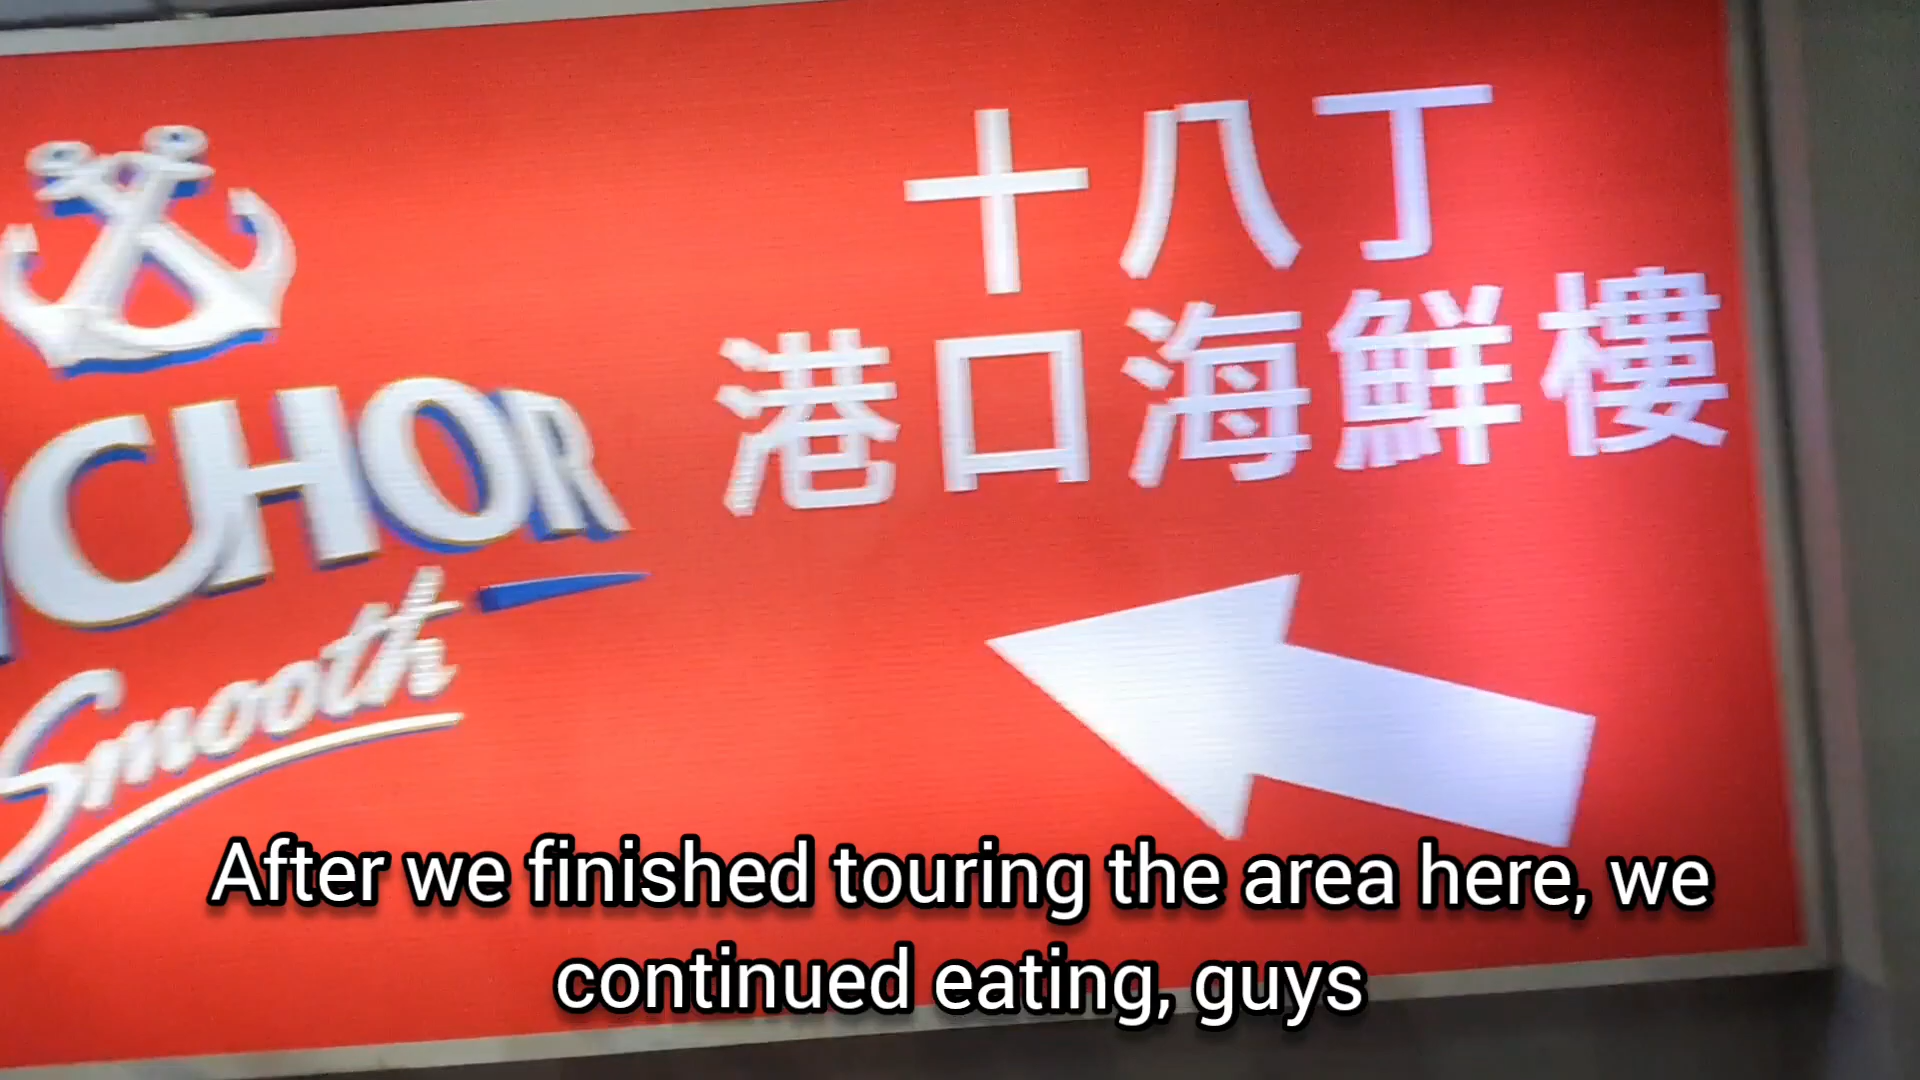 十八丁
港口海鮮樓
CHOR
Smooth
After we finished touring the area here, we
continued eating, guys